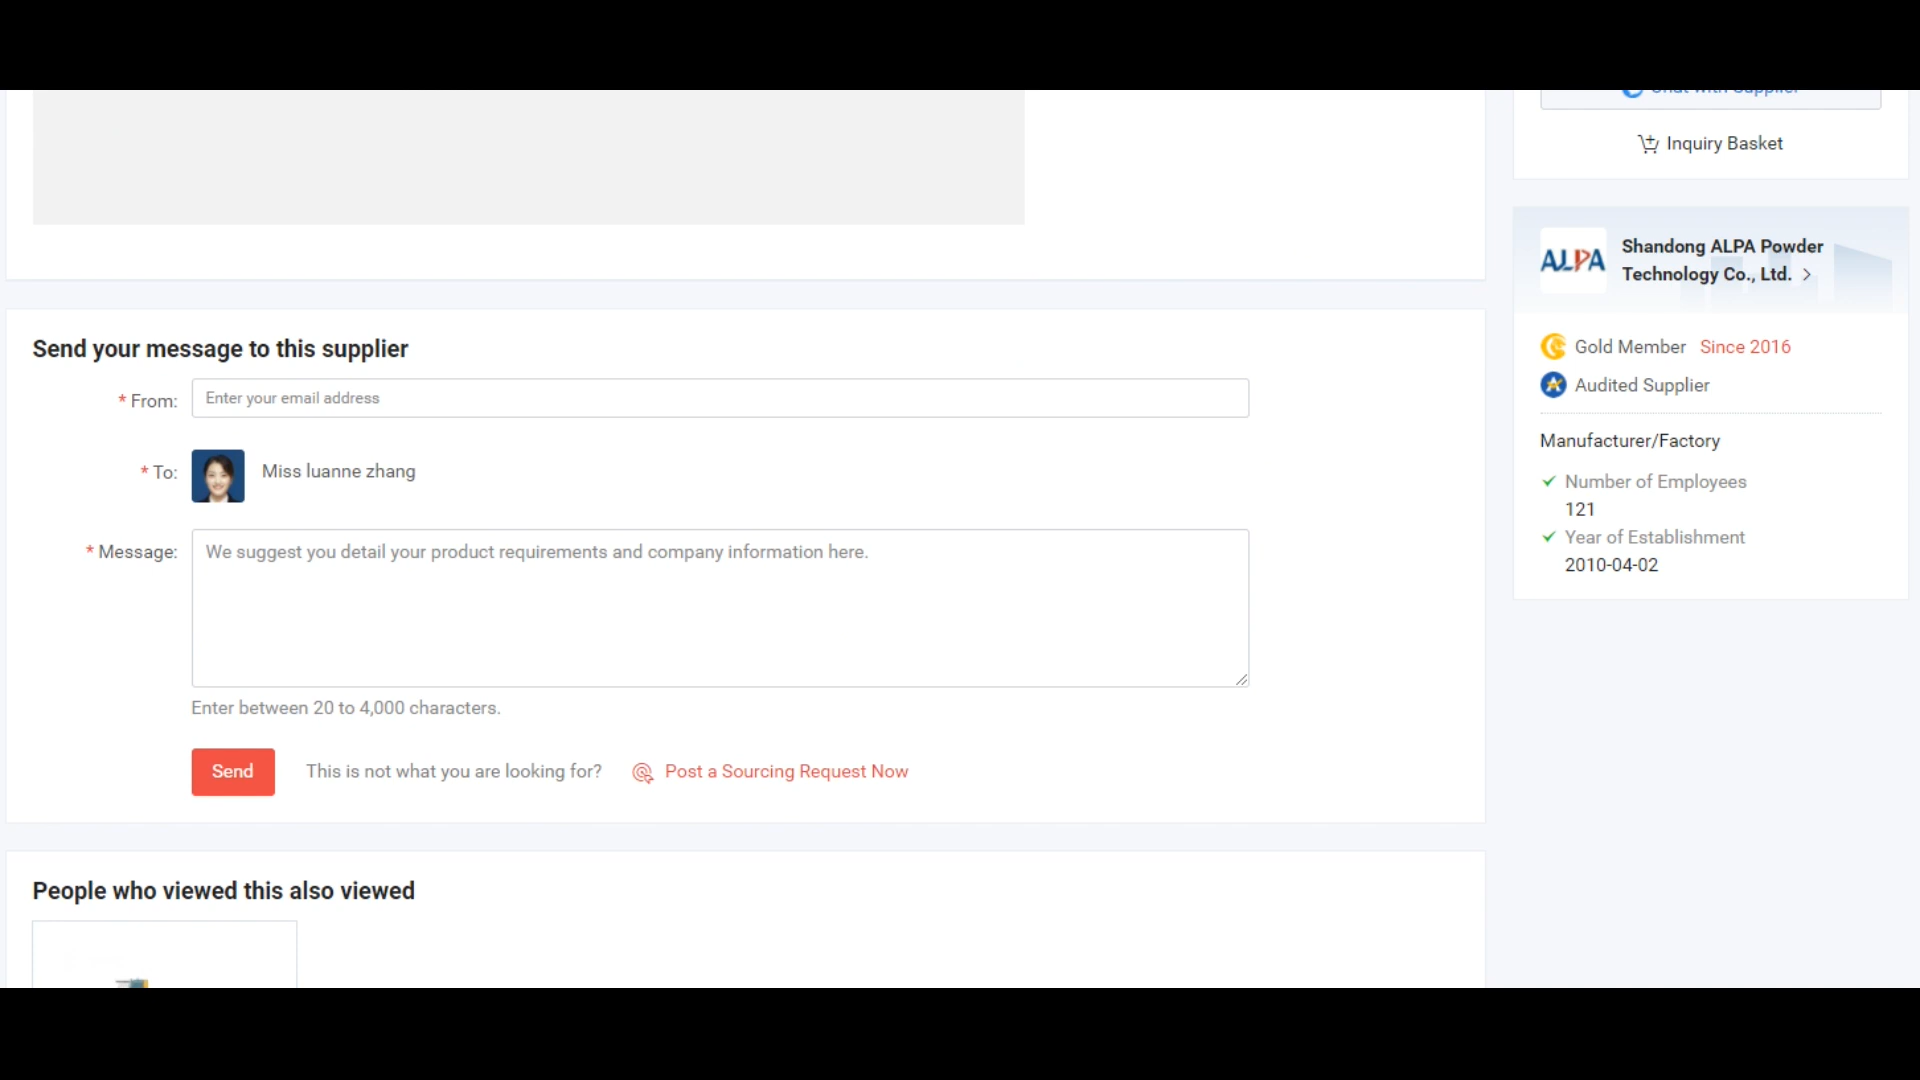 Chat with Supplier
Inquiry Basket
ALPA
Shandong ALPA Powder
Technology Co., Ltd.
Gold Member Since 2016
Audited Supplier
Manufacturer/Factory
Number of Employees
121
Year of Establishment
2010-04-02
Send your message to this supplier
* From: Enter your email address
* To: Miss luanne zhang
* Message: We suggest you detail your product requirements and company information here.
Enter between 20 to 4,000 characters.
Send This is not what you are looking for? Post a Sourcing Request Now
People who viewed this also viewed